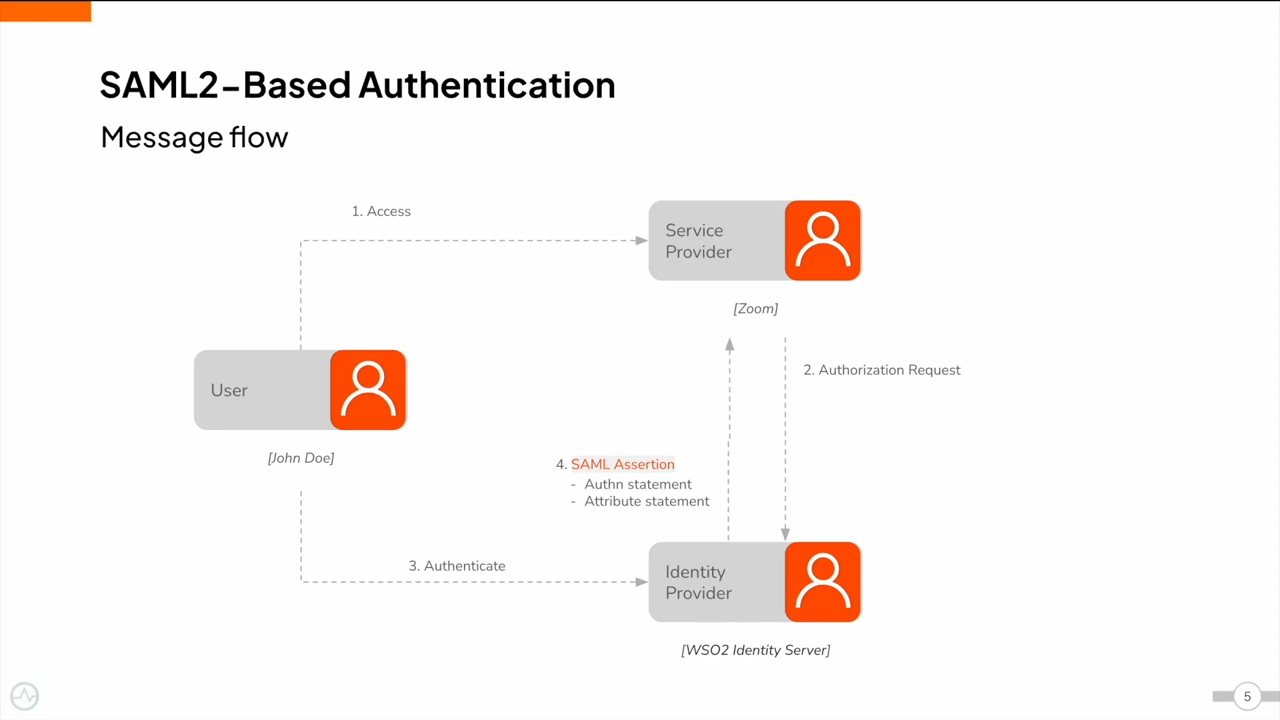 SAML2-Based Authentication
Message flow
1. Access
Service
Provider
[Zoom]
2. Authorization Request
User
[John Doe]
4. SAML Assertion
- Authn statement
- Attribute statement
3. Authenticate
Identity
Provider
[WSO2 Identity Server]
5